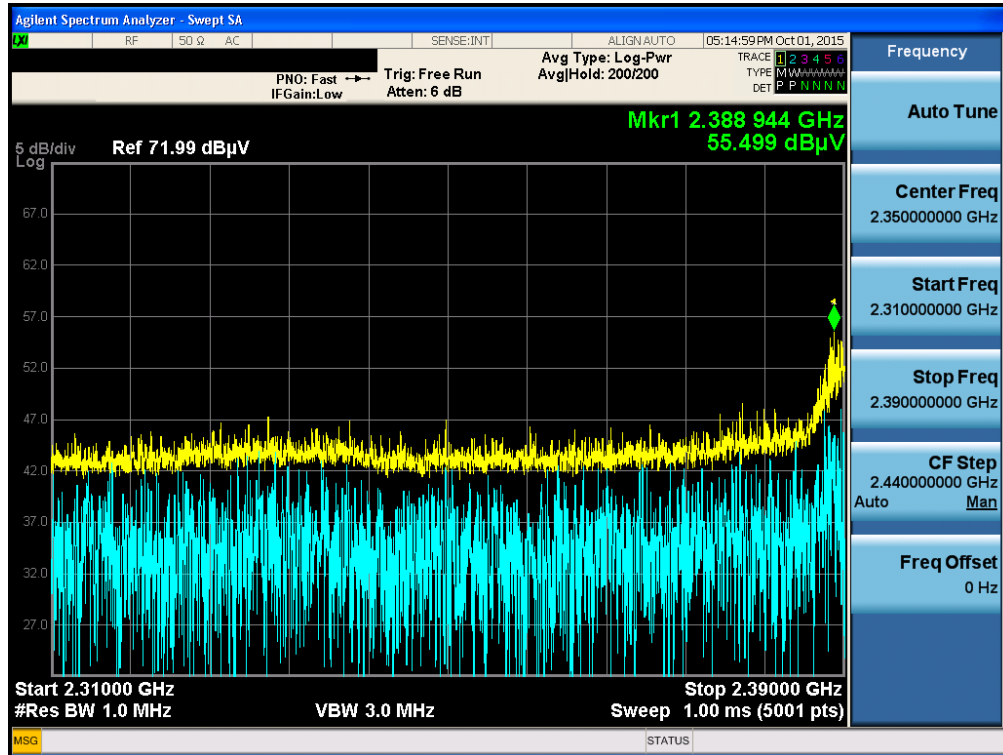 Agilent Spectrum Analyzer - Swept SA
LXI RF 50 Ω AC SENSE:INT ALIGN AUTO 05:14:59 PM Oct 01, 2015
Frequency
PNO: Fast
IFGain:Low
Trig: Free Run
Atten: 6 dB
Avg Type: Log-Pwr
Avg|Hold: 200/200
TRACE 1 2 3 4 5 6
TYPE M W
DET P P N N N N
Mkr1 2.388 944 GHz
55.499 dBµV
5 dB/div
Log
Ref 71.99 dBµV
67.0
62.0
57.0
52.0
47.0
42.0
37.0
32.0
27.0
Start 2.31000 GHz
Stop 2.39000 GHz
#Res BW 1.0 MHz
VBW 3.0 MHz
Sweep 1.00 ms (5001 pts)
Auto Tune
Center Freq
2.350000000 GHz
Start Freq
2.310000000 GHz
Stop Freq
2.390000000 GHz
CF Step
2.440000000 GHz
Auto Man
Freq Offset
0 Hz
MSG
STATUS